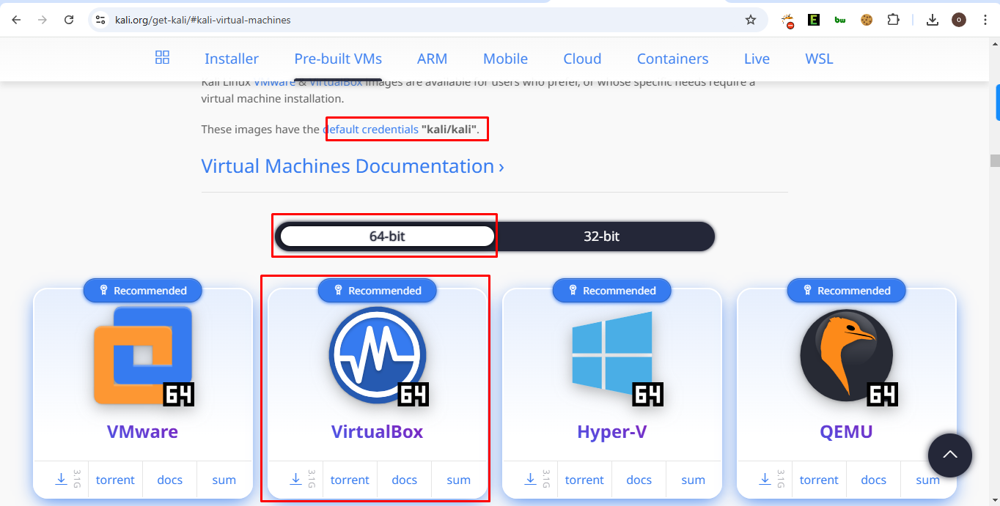 kali.org/get-kali/#kali-virtual-machines
E
bw
o
Installer Pre-built VMs ARM Mobile Cloud Containers Live WSL
Kali Linux VMware & VirtualBox images are available for users who prefer, or whose specific needs require a
virtual machine installation.
These images have the default credentials "kali/kali".
Virtual Machines Documentation ›
64-bit 32-bit
Recommended Recommended Recommended Recommended
64 64 64 64
VMware VirtualBox Hyper-V QEMU
3.1G torrent docs sum 3.1G torrent docs sum 3.1G torrent docs sum 3.1G torrent docs sum